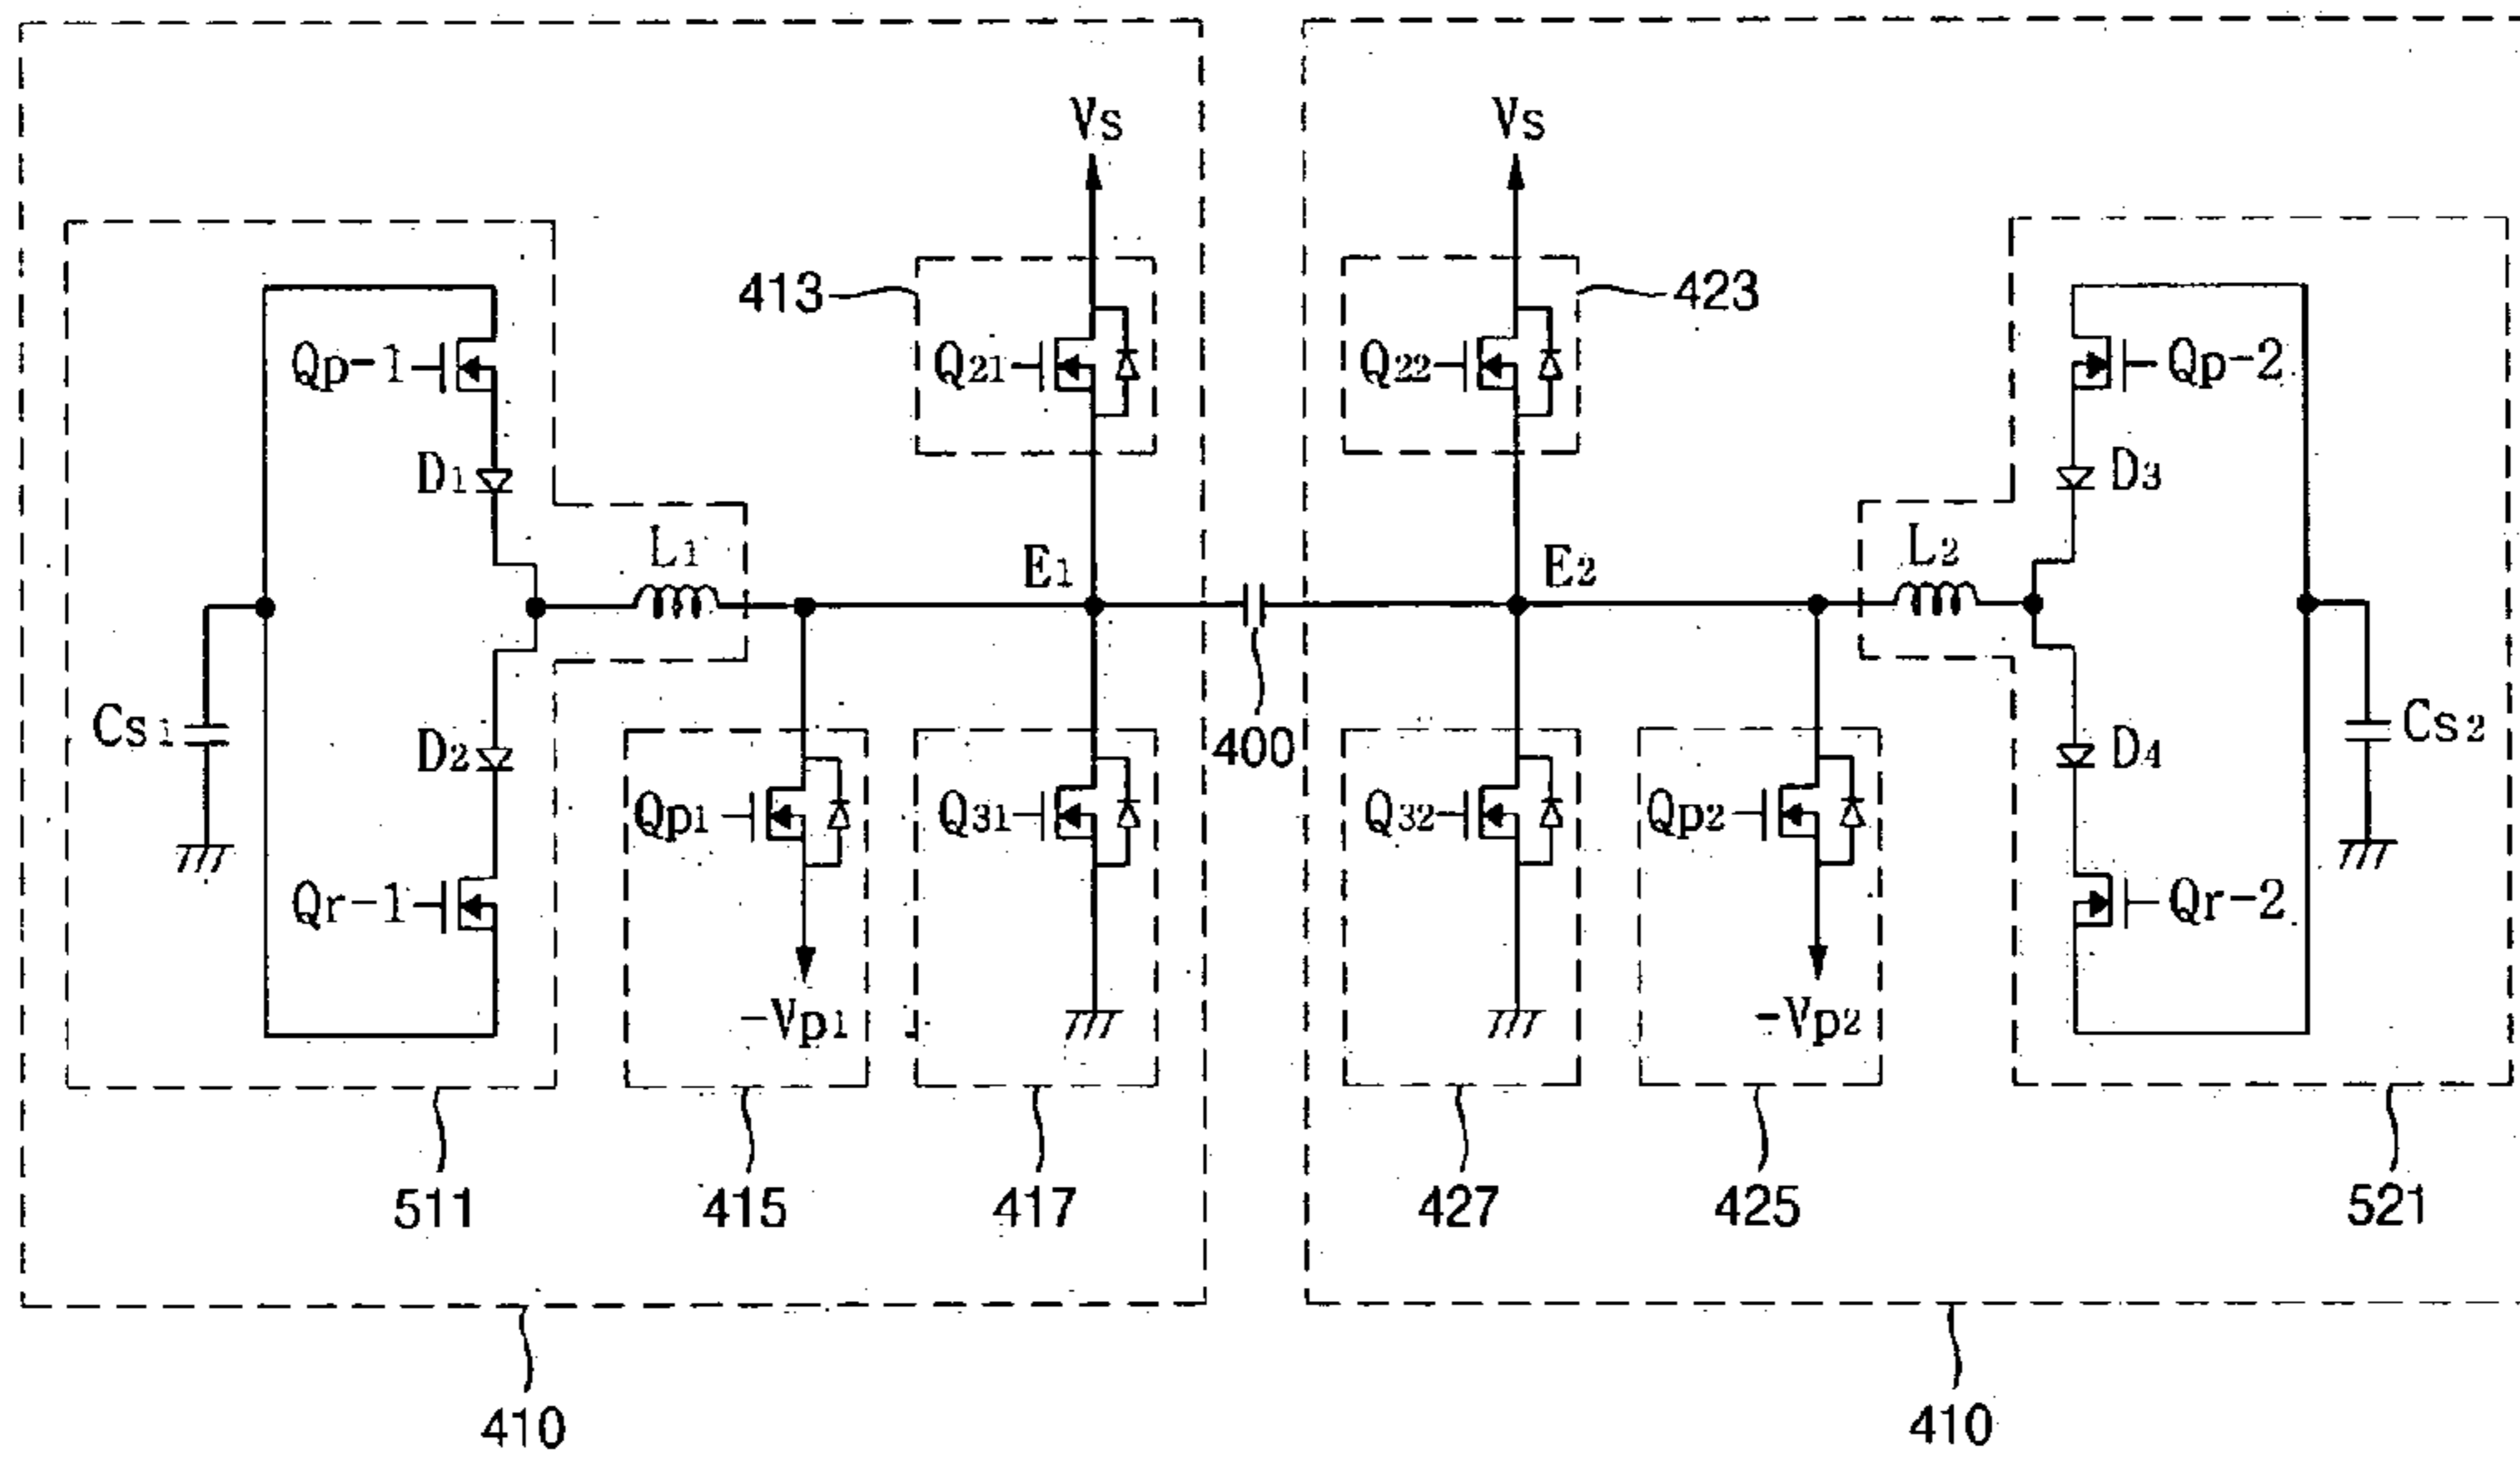 Vs
Vs
413
423
Qp-1
Q21
Q22
Qp-2
D1
D3
L1
E1
E2
L2
Cs1
D2
400
D4
Cs2
Qp1
Q31
Q32
Qp2
Qr-1
Qr-2
-Vp1
-Vp2
511
415
417
427
425
521
410
410